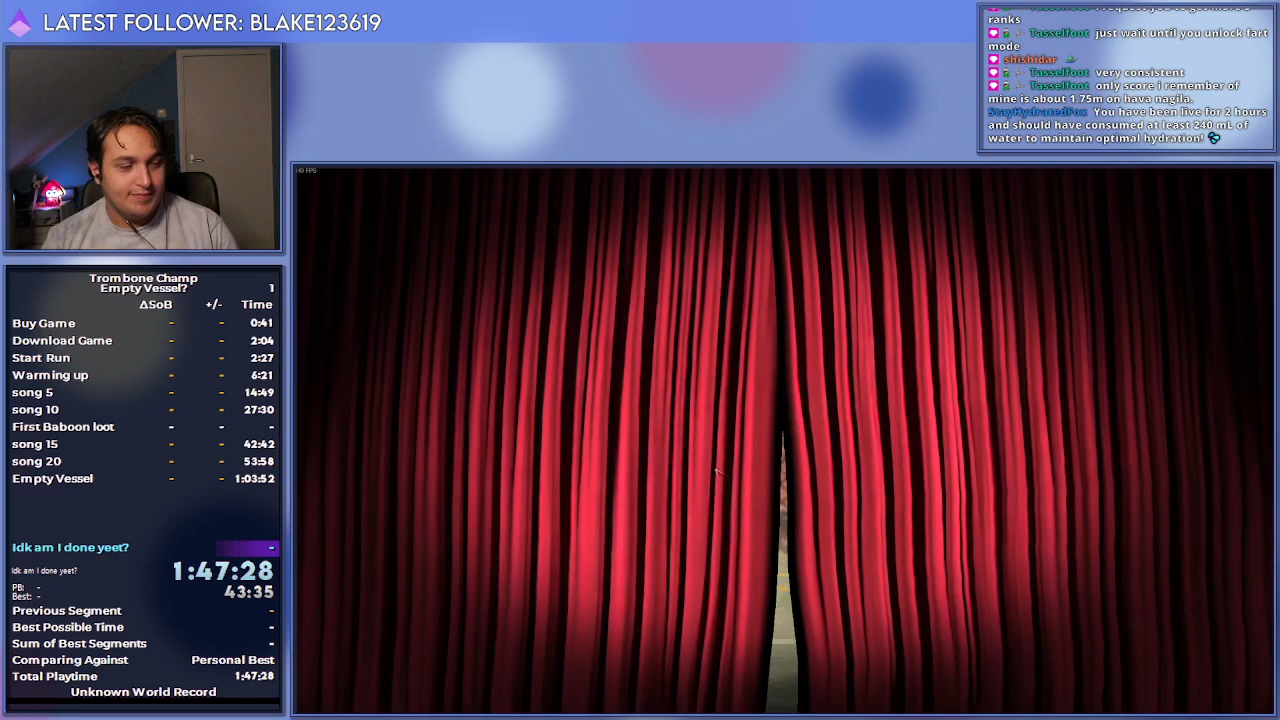 LATEST FOLLOWER: BLAKE123619
ranks
Tasselfoot just wait until you unlock fart
mode
shishidar
Tasselfoot very consistent
Tasselfoot only score i remember of
mine is about 1.75m on hava nagila.
StayHydratedFox You have been live for 2 hours
and should have consumed at least 240 mL of
water to maintain optimal hydration!
143 FPS
Trombone Champ
Empty Vessel? 1
ΔSoB +/- Time
Buy Game - - 0:41
Download Game - - 2:04
Start Run - - 2:27
Warming up - - 6:21
song 5 - - 14:49
song 10 - - 27:30
First Baboon loot - - -
song 15 - - 42:42
song 20 - - 53:58
Empty Vessel - - 1:03:52
Idk am I done yeet? -
Idk am I done yeet? 1:47:28
PB: -
Best: - 43:35
Previous Segment -
Best Possible Time -
Sum of Best Segments -
Comparing Against Personal Best
Total Playtime 1:47:28
Unknown World Record